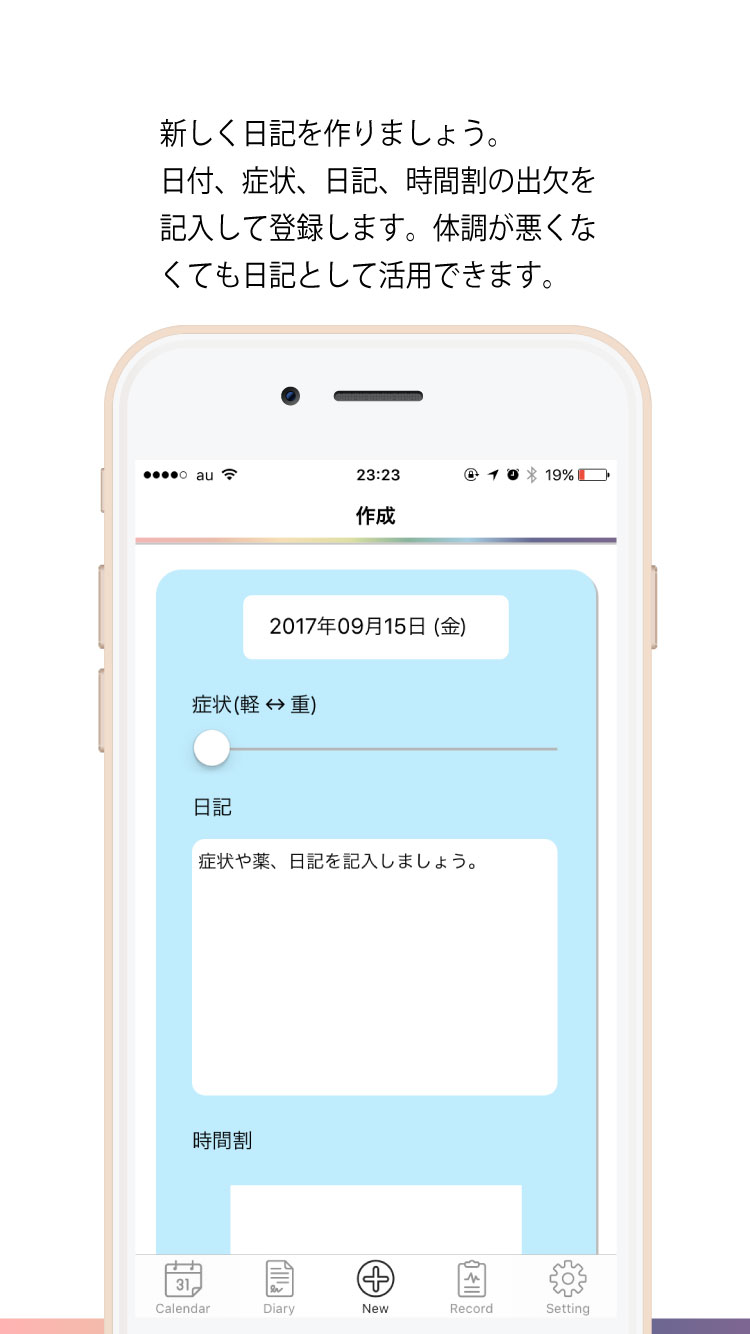 新しく日記を作りましょう。
日付、症状、日記、時間割の出欠を
記入して登録します。体調が悪くな
くても日記として活用できます。
au 23:23 19%
作成
2017年09月15日 (金)
症状(軽 ↔ 重)
日記
症状や薬、日記を記入しましょう。
時間割
31
Calendar Diary New Record Setting